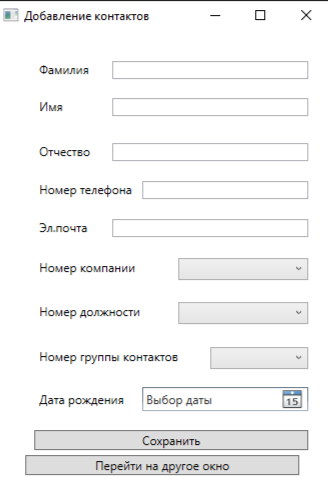 Добавление контактов
Фамилия
Имя
Отчество
Номер телефона
Эл.почта
Номер компании
Номер должности
Номер группы контактов
Дата рождения Выбор даты 15
Сохранить
Перейти на другое окно